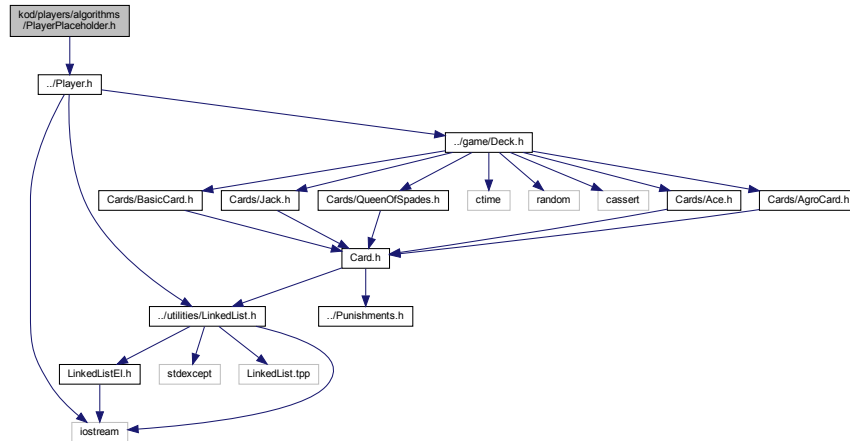 kod/players/algorithms
/PlayerPlaceholder.h
../Player.h
../game/Deck.h
Cards/BasicCard.h
Cards/Jack.h
Cards/QueenOfSpades.h
ctime
random
cassert
Cards/Ace.h
Cards/AgroCard.h
Card.h
../utilities/LinkedList.h
../Punishments.h
LinkedListEl.h
stdexcept
LinkedList.tpp
iostream